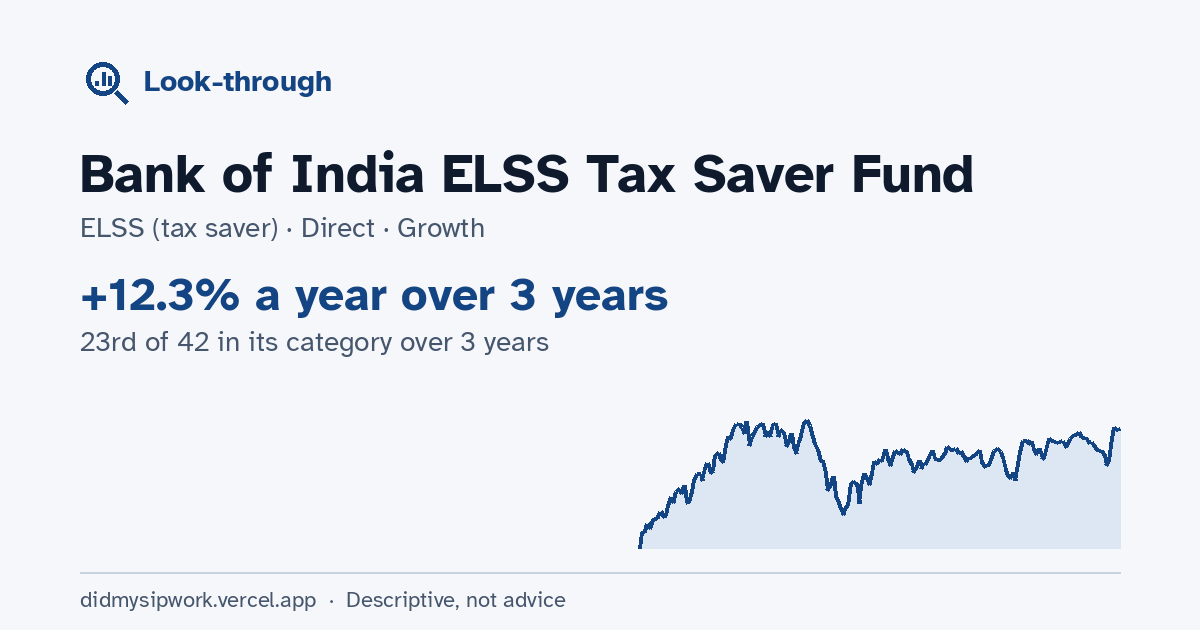 Look-through
Bank of India ELSS Tax Saver Fund
ELSS (tax saver) · Direct · Growth
+12.3% a year over 3 years
23rd of 42 in its category over 3 years
didmysipwork.vercel.app · Descriptive, not advice